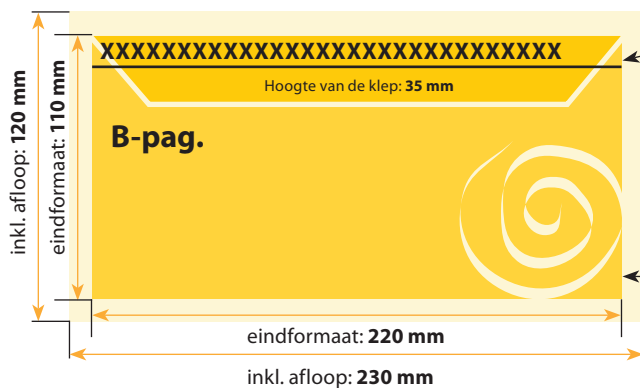 XXXXXXXXXXXXXXXXXXXXXXXXXXXXXX
Hoogte van de klep: 35 mm
B-pag.
inkl. afloop: 120 mm
eindformaat: 110 mm
eindformaat: 220 mm
inkl. afloop: 230 mm